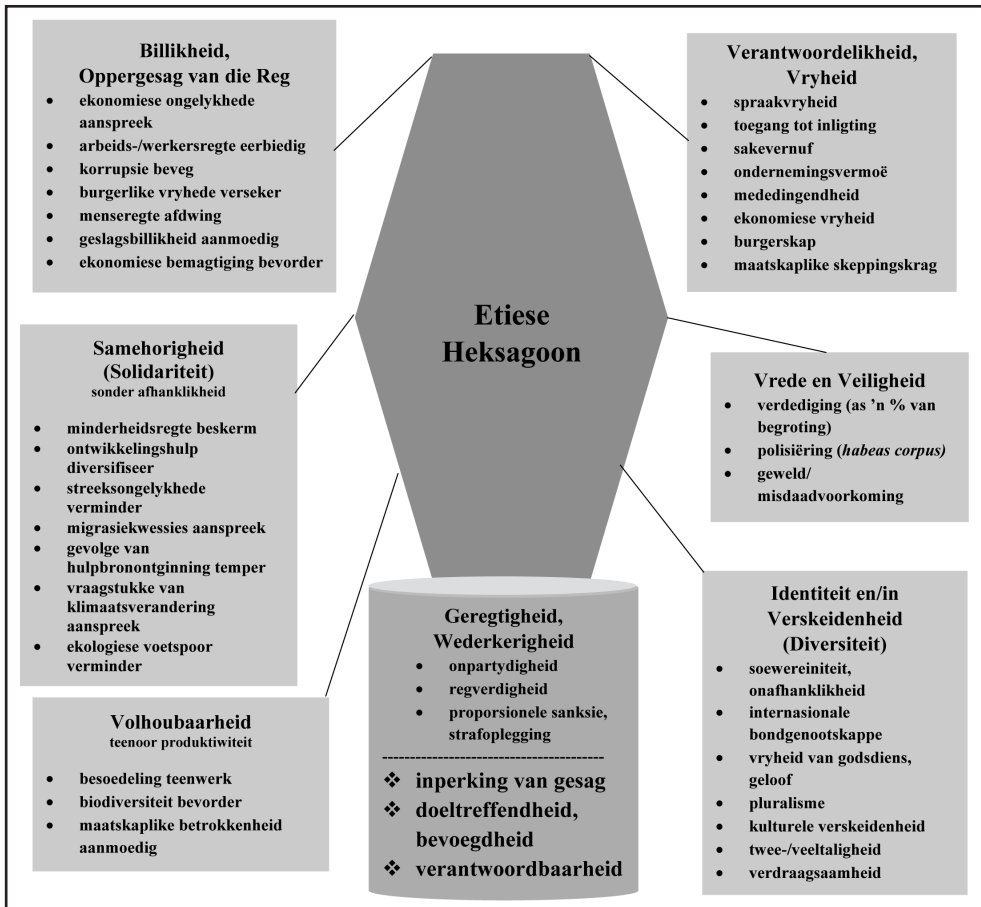 Billikheid,
Oppergesag van die Reg
• ekonomiese ongelykhede
aanspreek
• arbeids-/werkersregte eerbiedig
• korrupsie beveg
• burgerlike vryhede verseker
• menseregte afdwing
• geslagsbillikheid aanmoedig
• ekonomiese bemagtiging bevorder
Verantwoordelikheid,
Vryheid
• spraakvryheid
• toegang tot inligting
• sakevernuf
• ondernemingsvermoë
• mededingendheid
• ekonomiese vryheid
• burgerskap
• maatskaplike skeppingskrag
Etiese
Heksagoon
Samehorigheid
(Solidariteit)
sonder afhanklikheid
• minderheidsregte beskerm
• ontwikkelingshulp
diversifiseer
• streeksongelykhede
verminder
• migrasiekwessies aanspreek
• gevolge van
hulpbronontginning temper
• vraagstukke van
klimaatsverandering
aanspreek
• ekologiese voetspoor
verminder
Vrede en Veiligheid
• verdediging (as ’n % van
begroting)
• polisiëring (habeas corpus)
• geweld/
misdaadvoorkoming
Volhoubaarheid
teenoor produktiwiteit
• besoedeling teenwerk
• biodiversiteit bevorder
• maatskaplike betrokkenheid
aanmoedig
Geregtigheid,
Wederkerigheid
• onpartydigheid
• regverdigheid
• proporsionele sanksie,
strafoplegging
----------------------------------------
❖ inperking van gesag
❖ doeltreffendheid,
bevoegdheid
❖ verantwoordbaarheid
Identiteit en/in
Verskeidenheid
(Diversiteit)
• soewereiniteit,
onafhanklikheid
• internasionale
bondgenootskappe
• vryheid van godsdiens,
geloof
• pluralisme
• kulturele verskeidenheid
• twee-/veeltaligheid
• verdraagsaamheid